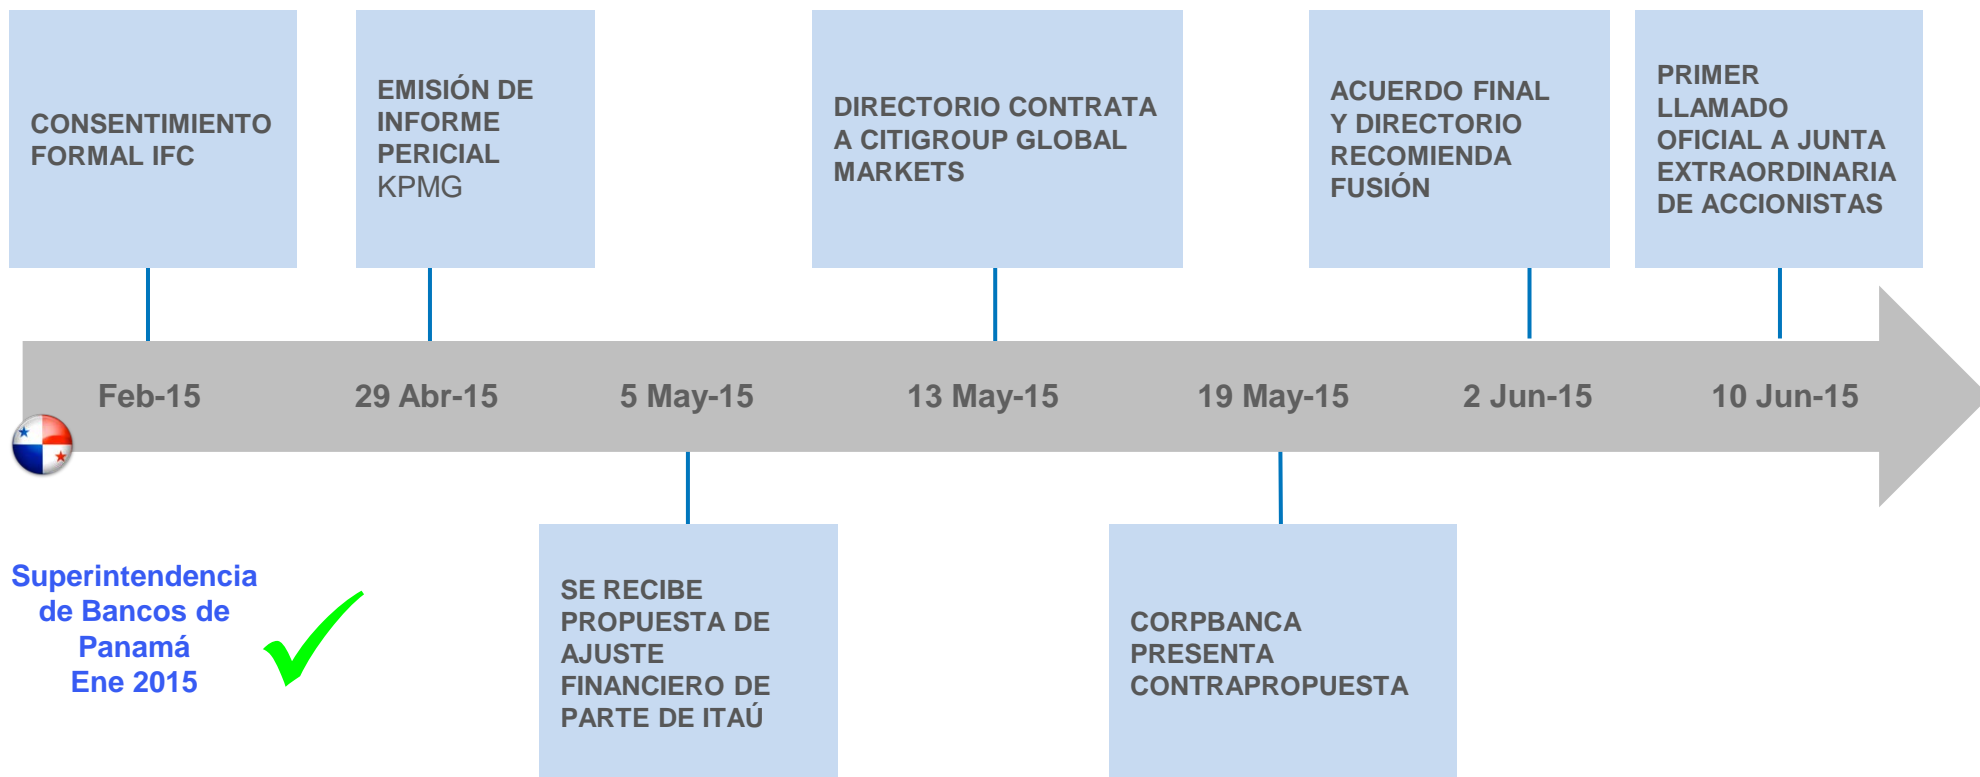 CONSENTIMIENTO
FORMAL IFC
EMISIÓN DE
INFORME
PERICIAL
KPMG
DIRECTORIO CONTRATA
A CITIGROUP GLOBAL
MARKETS
ACUERDO FINAL
Y DIRECTORIO
RECOMIENDA
FUSIÓN
PRIMER
LLAMADO
OFICIAL A JUNTA
EXTRAORDINARIA
DE ACCIONISTAS
Feb-15
29 Abr-15
5 May-15
13 May-15
19 May-15
2 Jun-15
10 Jun-15
Superintendencia
de Bancos de
Panamá
Ene 2015
SE RECIBE
PROPUESTA DE
AJUSTE
FINANCIERO DE
PARTE DE ITAÚ
CORPBANCA
PRESENTA
CONTRAPROPUESTA